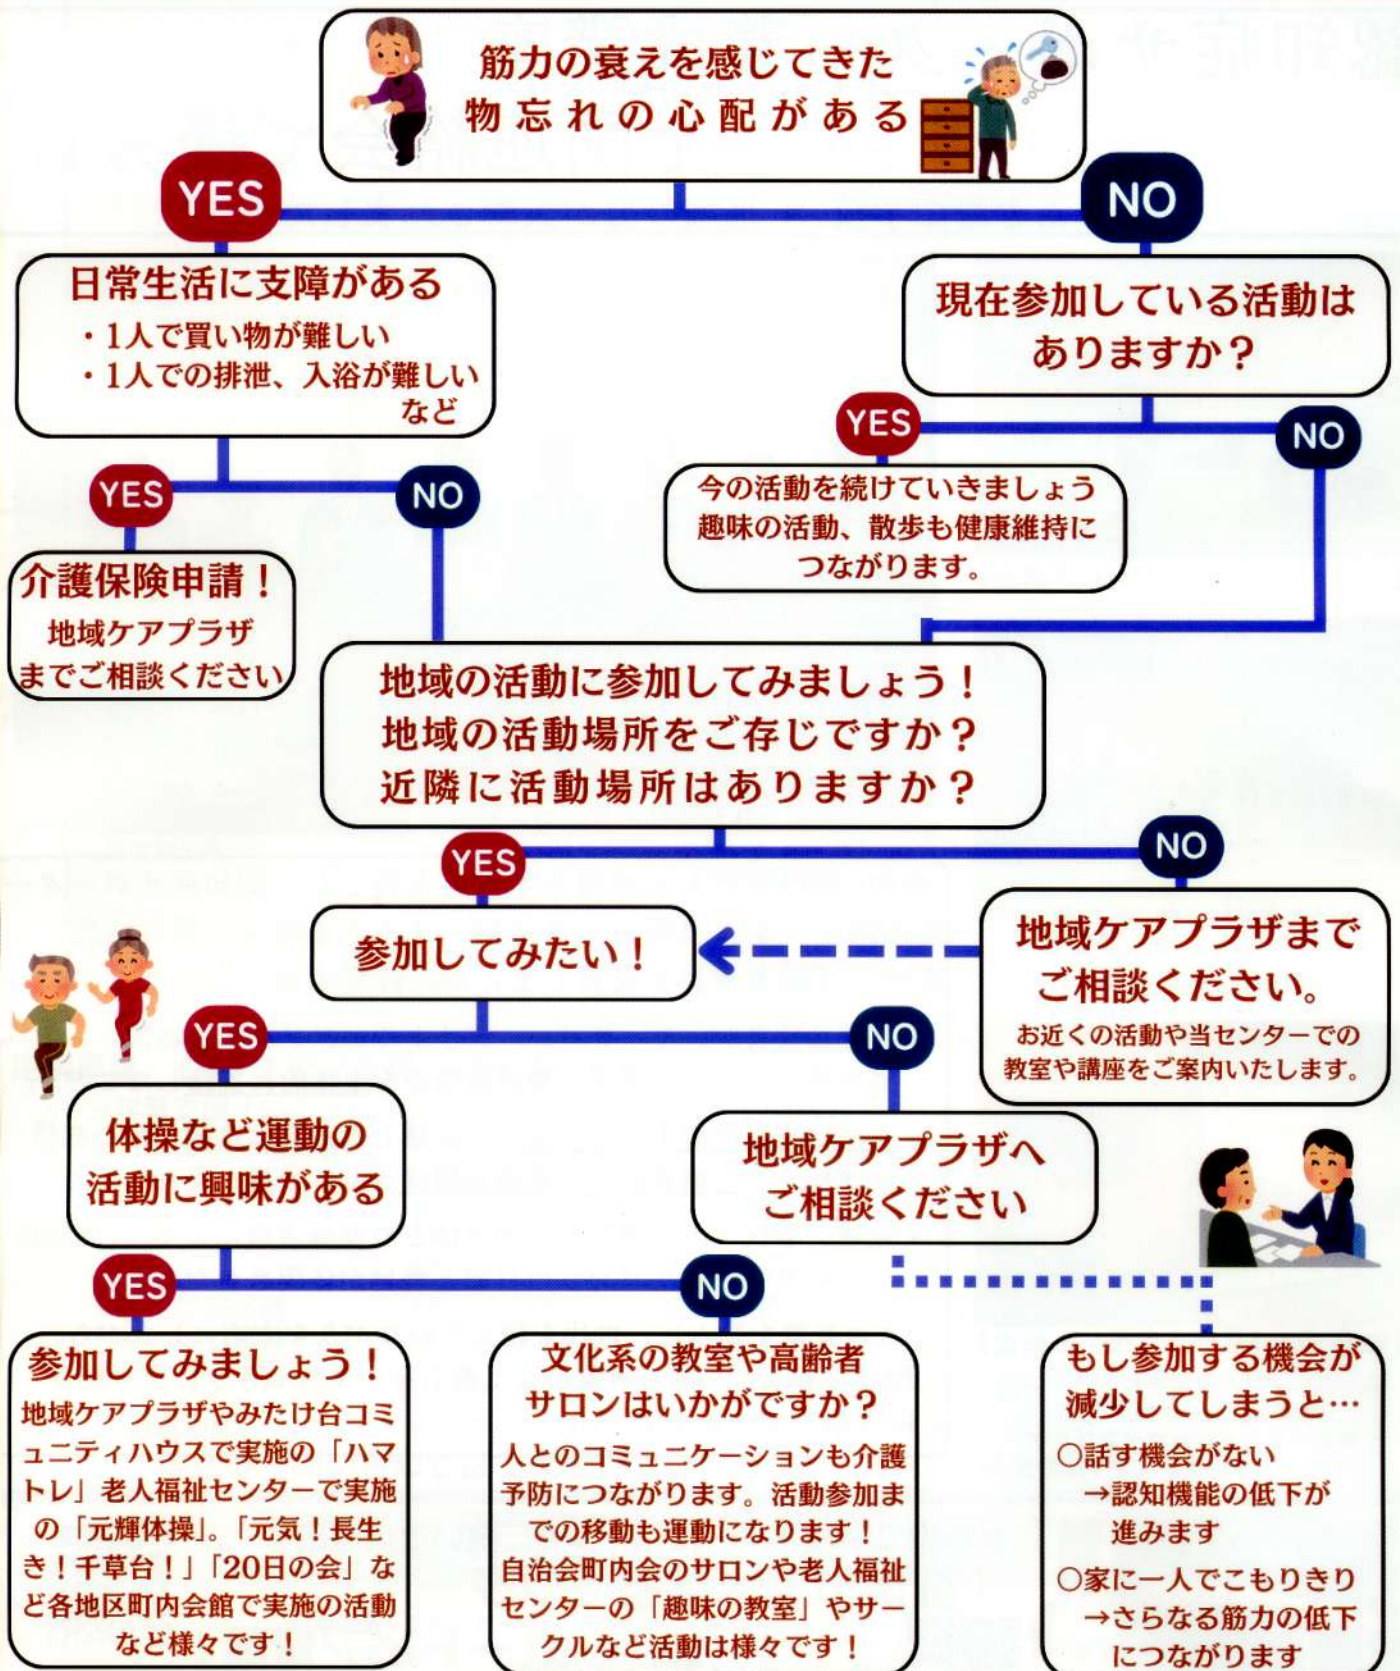 筋力の衰えを感じてきた
物忘れの心配がある
YES
NO
日常生活に支障がある
・1人で買い物が難しい
・1人での排泄、入浴が難しい
など
現在参加している活動は
ありますか?
YES
NO
YES
NO
今の活動を続けていきましょう
趣味の活動、散歩も健康維持に
つながります。
介護保険申請!
地域ケアプラザ
までご相談ください
地域の活動に参加してみましょう!
地域の活動場所をご存じですか?
近隣に活動場所はありますか?
YES
NO
参加してみたい!
地域ケアプラザまで
ご相談ください。
お近くの活動や当センターでの
教室や講座をご案内いたします。
YES
NO
体操など運動の
活動に興味がある
地域ケアプラザへ
ご相談ください
YES
NO
参加してみましょう!
地域ケアプラザやみたけ台コミ
ュニティハウスで実施の「ハマ
トレ」老人福祉センターで実施
の「元輝体操」。「元気!長生
き!千草台!」「20日の会」な
ど各地区町内会館で実施の活動
など様々です!
文化系の教室や高齢者
サロンはいかがですか?
人とのコミュニケーションも介護
予防につながります。活動参加ま
での移動も運動になります!
自治会町内会のサロンや老人福祉
センターの「趣味の教室」やサー
クルなど活動は様々です!
もし参加する機会が
減少してしまうと…
○話す機会がない
→認知機能の低下が
進みます
○家に一人でこもりきり
→さらなる筋力の低下
につながります